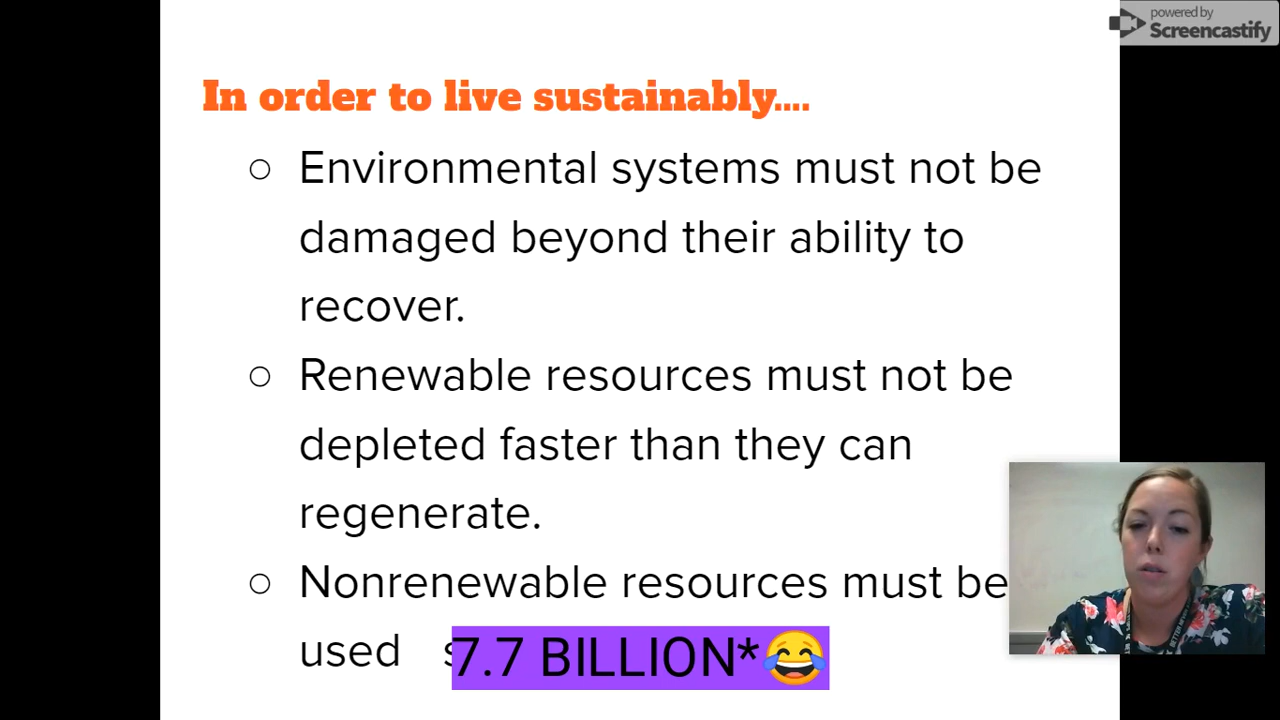 powered by
Screencastify
In order to live sustainably....
○ Environmental systems must not be
damaged beyond their ability to
recover.
○ Renewable resources must not be
depleted faster than they can
regenerate.
○ Nonrenewable resources must be
used
7.7 BILLION*😂